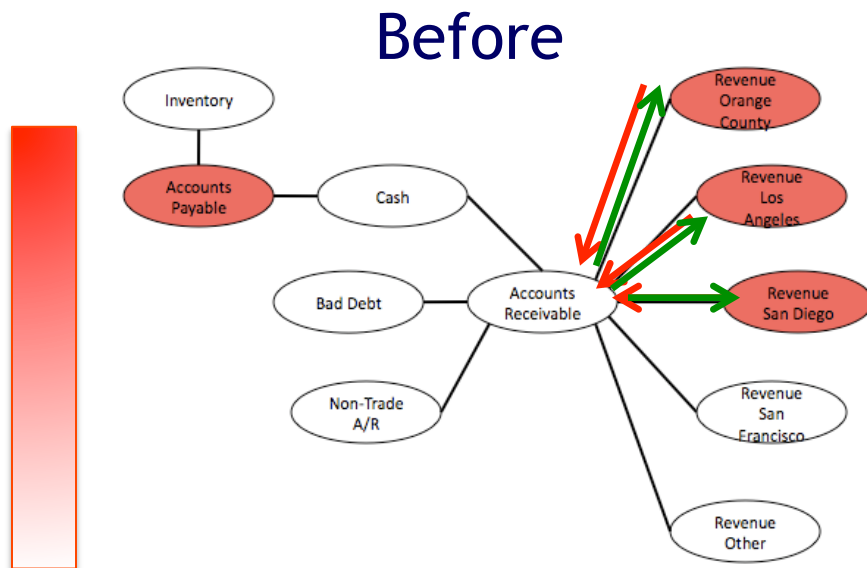 Before
Inventory
Revenue
Orange
County
Accounts
Payable
Cash
Revenue
Los
Angeles
Bad Debt
Accounts
Receivable
Revenue
San Diego
Non-Trade
A/R
Revenue
San
Francisco
Revenue
Other